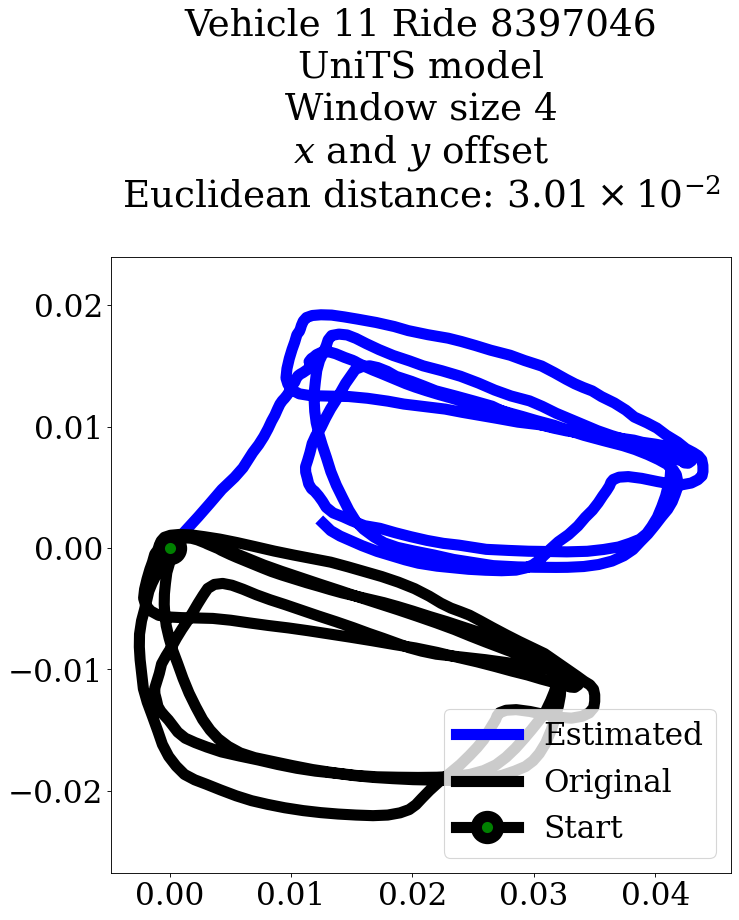 Vehicle 11 Ride 8397046
UniTS model
Window size 4
x and y offset
Euclidean distance: 3.01 × 10⁻²
0.02
0.01
0.00
−0.01
−0.02
Estimated
Original
Start
0.00 0.01 0.02 0.03 0.04